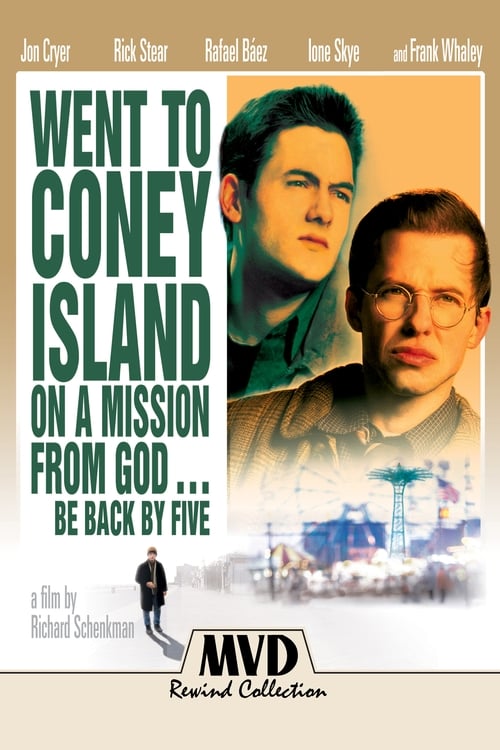 Jon Cryer Rick Stear Rafael Báez Ione Skye and Frank Whaley
WENT TO
CONEY
ISLAND
ON A MISSION
FROM GOD...
BE BACK BY FIVE
a film by
Richard Schenkman
MVD
Rewind Collection